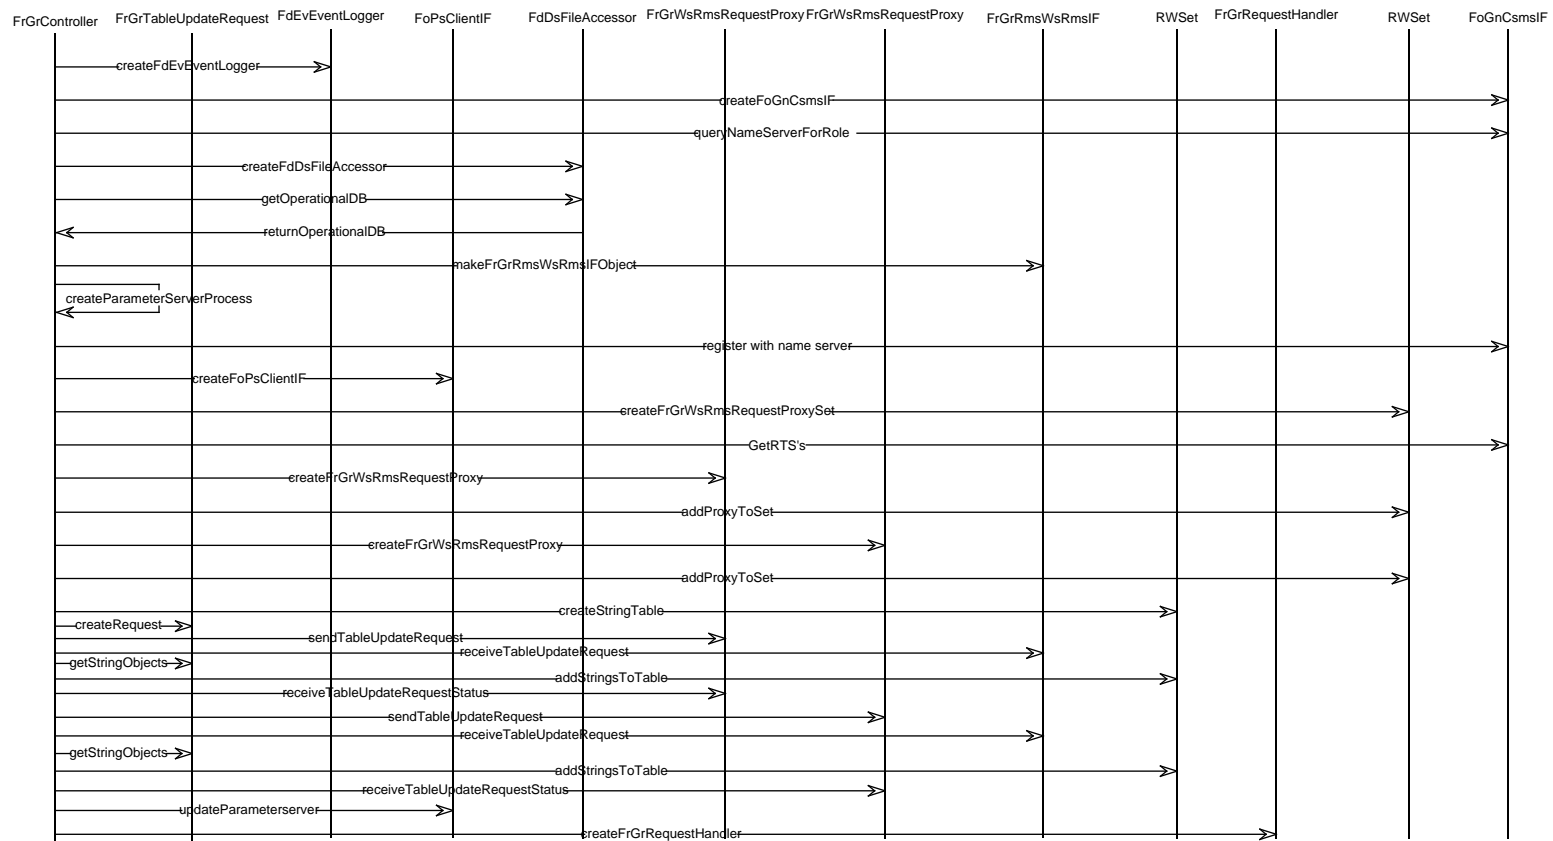 FrGrController
FrGrTableUpdateRequest
FdEvEventLogger
FoPsClientIF
FdDsFileAccessor
FrGrWsRmsRequestProxy
FrGrWsRmsRequestProxy
FrGrRmsWsRmsIF
RWSet
FrGrRequestHandler
RWSet
FoGnCsmsIF
createFdEvEventLogger
createFoGnCsmsIF
queryNameServerForRole
createFdDsFileAccessor
getOperationalDB
returnOperationalDB
makeFrGrRmsWsRmsIFObject
createParameterServerProcess
register with name server
createFoPsClientIF
createFrGrWsRmsRequestProxySet
GetRTS's
createFrGrWsRmsRequestProxy
addProxyToSet
createFrGrWsRmsRequestProxy
addProxyToSet
createStringTable
createRequest
sendTableUpdateRequest
receiveTableUpdateRequest
getStringObjects
addStringsToTable
receiveTableUpdateRequestStatus
sendTableUpdateRequest
receiveTableUpdateRequest
getStringObjects
addStringsToTable
receiveTableUpdateRequestStatus
updateParameterserver
createFrGrRequestHandler